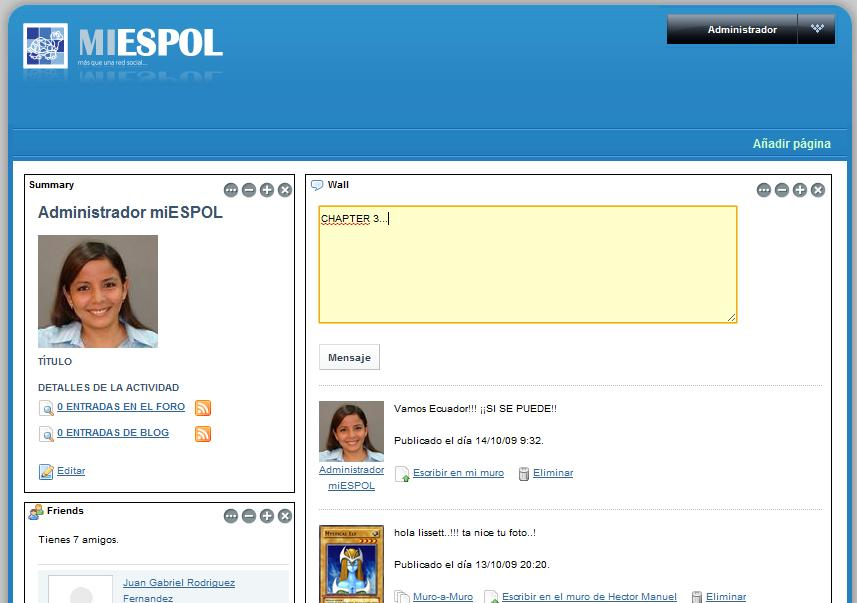 MIESPOL
más que una red social...
Administrador
Añadir página
Summary
Administrador miESPOL
TÍTULO
DETALLES DE LA ACTIVIDAD
0 ENTRADAS EN EL FORO
0 ENTRADAS DE BLOG
Editar
Friends
Tienes 7 amigos.
Juan Gabriel Rodriguez
Fernandez
Wall
CHAPTER 3...
Mensaje
Vamos Ecuador!!! ¡¡SI SE PUEDE!!
Publicado el día 14/10/09 9:32.
Administrador
miESPOL
Escribir en mi muro Eliminar
hola lissett..!!! ta nice tu foto..!
Publicado el día 13/10/09 20:20.
Mystical Elf
Muro-a-Muro Escribir en el muro de Hector Manuel Eliminar